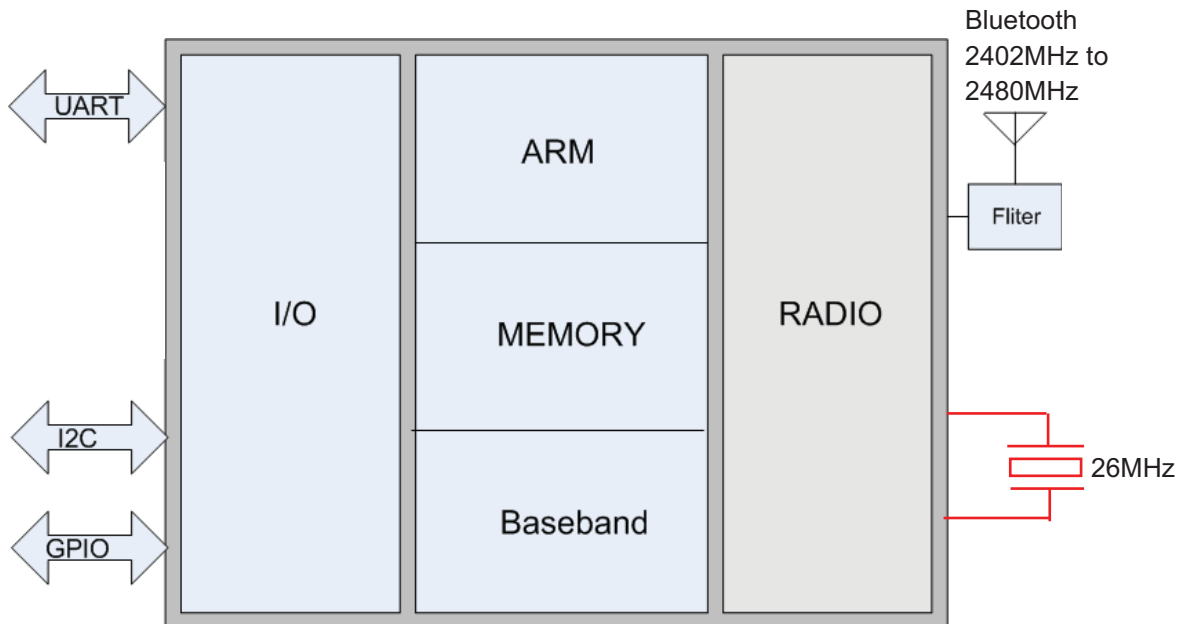 Bluetooth
2402MHz to
2480MHz
UART
ARM
Fliter
I/O
RADIO
MEMORY
I2C
26MHz
Baseband
GPIO